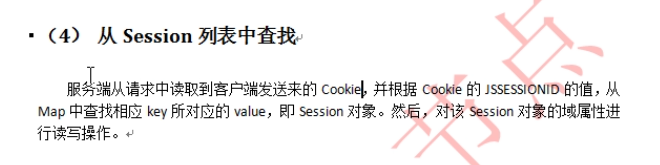 ▪ （4） 从 Session 列表中查找
服务端从请求中读取到客户端发送来的 Cookie，并根据 Cookie 的 JSSESSIONID 的值，从
Map 中查找相应 key 所对应的 value，即 Session 对象。然后，对该 Session 对象的域属性进
行读写操作。
节点